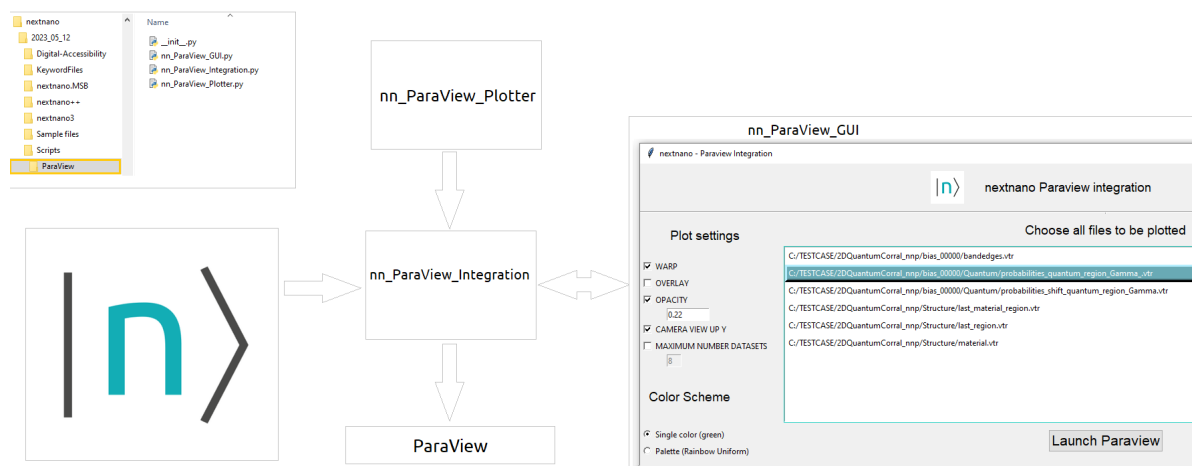 nextnano
2023_05_12
Digital-Accessibility
KeywordFiles
nextnano.MSB
nextnano++
nextnano3
Sample files
Scripts
ParaView
Name
__init__.py
nn_ParaView_GUI.py
nn_ParaView_Integration.py
nn_ParaView_Plotter.py
nn_ParaView_Plotter
|n⟩
nn_ParaView_Integration
ParaView
nn_ParaView_GUI
nextnano - Paraview Integration
|n⟩ nextnano Paraview integration
Plot settings
WARP
OVERLAY
OPACITY
0.22
CAMERA VIEW UP Y
MAXIMUM NUMBER DATASETS
8
Color Scheme
Single color (green)
Palette (Rainbow Uniform)
Choose all files to be plotted
C:/TESTCASE/2DQuantumCorral_nnp/bias_00000/bandedges.vtr
C:/TESTCASE/2DQuantumCorral_nnp/bias_00000/Quantum/probabilities_quantum_region_Gamma_.vtr
C:/TESTCASE/2DQuantumCorral_nnp/bias_00000/Quantum/probabilities_shift_quantum_region_Gamma.vtr
C:/TESTCASE/2DQuantumCorral_nnp/Structure/last_material_region.vtr
C:/TESTCASE/2DQuantumCorral_nnp/Structure/last_region.vtr
C:/TESTCASE/2DQuantumCorral_nnp/Structure/material.vtr
Launch Paraview